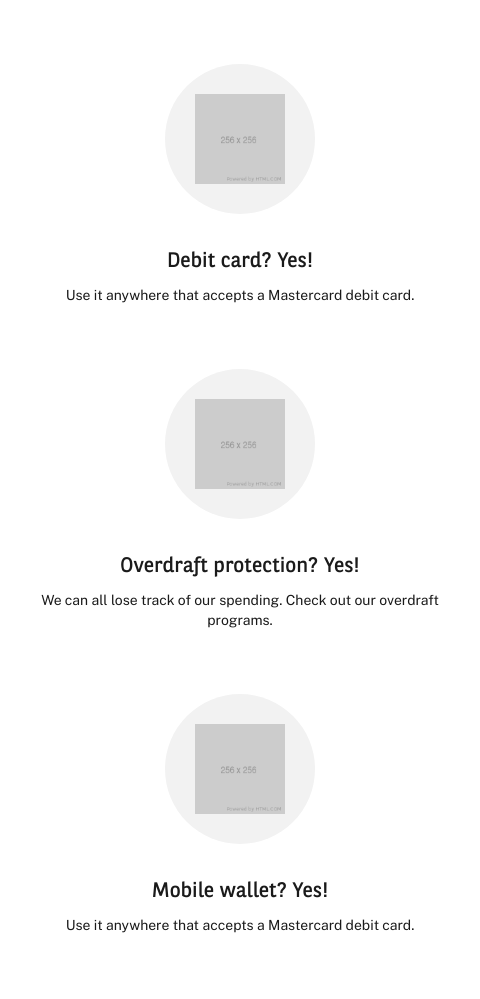 256 x 256
Powered by HTML.COM
Debit card? Yes!
Use it anywhere that accepts a Mastercard debit card.
256 x 256
Powered by HTML.COM
Overdraft protection? Yes!
We can all lose track of our spending. Check out our overdraft
programs.
256 x 256
Powered by HTML.COM
Mobile wallet? Yes!
Use it anywhere that accepts a Mastercard debit card.